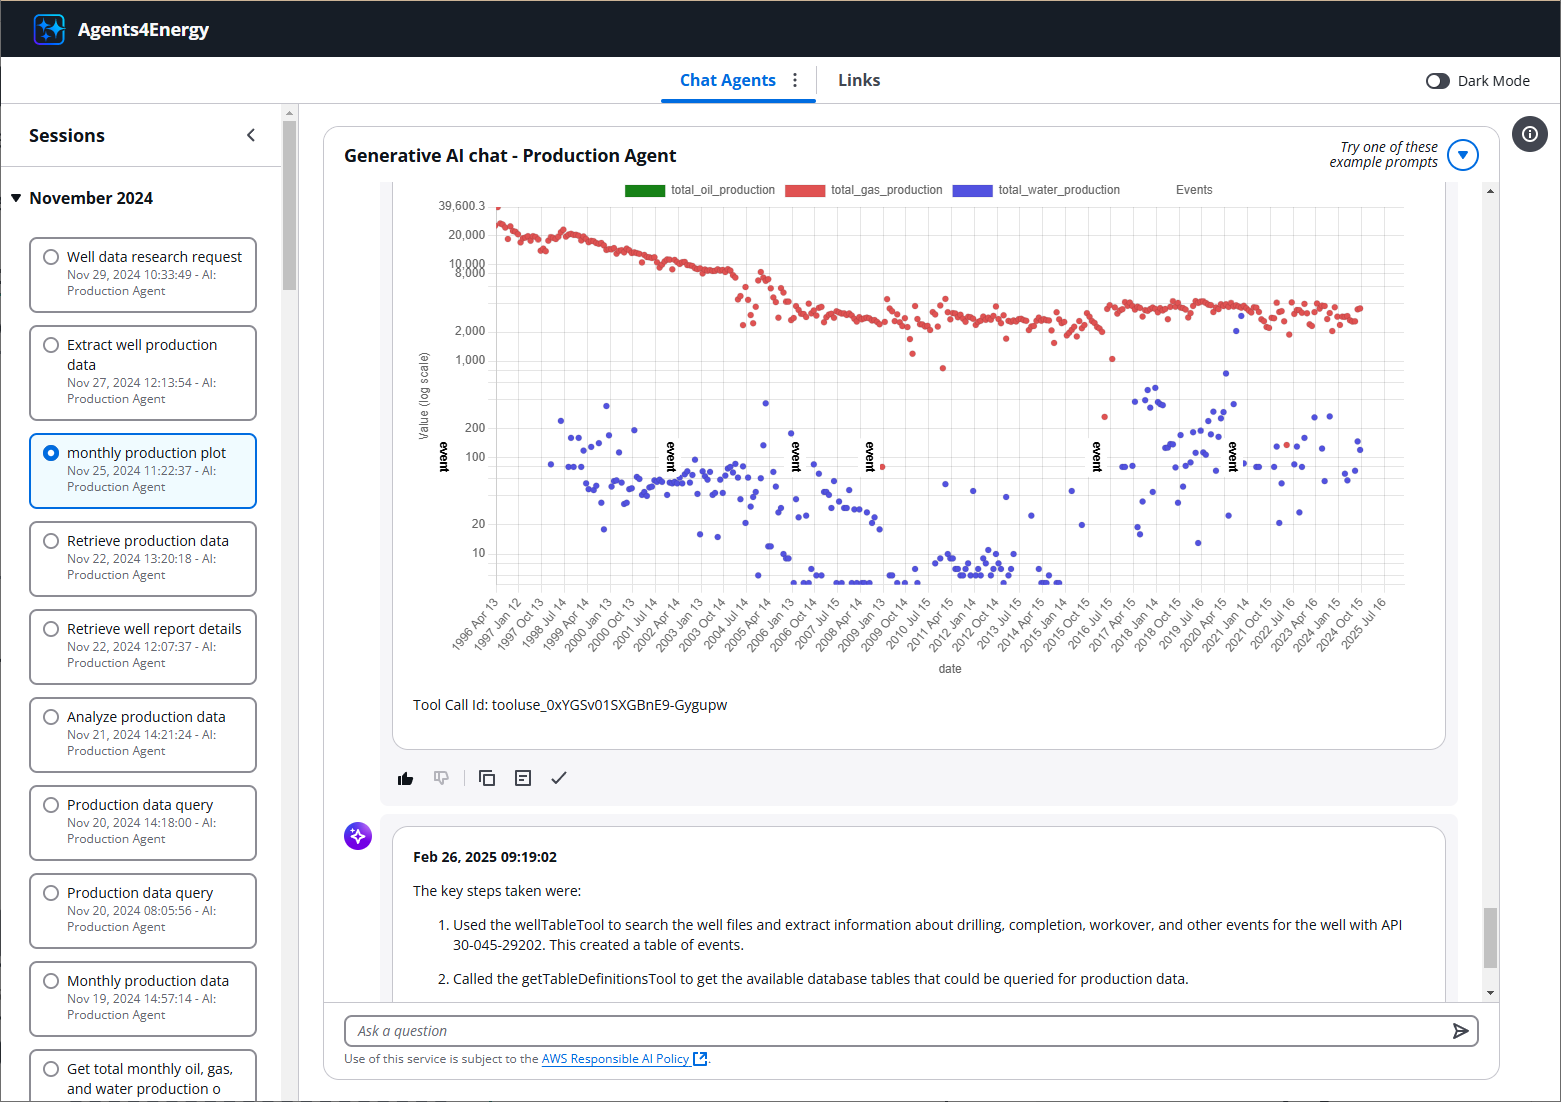 Agents4Energy
Chat Agents
Links
Dark Mode
Sessions
November 2024
Well data research request
Nov 29, 2024 10:33:49 - AI:
Production Agent
Extract well production
data
Nov 27, 2024 12:13:54 - AI:
Production Agent
monthly production plot
Nov 25, 2024 11:22:37 - AI:
Production Agent
Retrieve production data
Nov 22, 2024 13:20:18 - AI:
Production Agent
Retrieve well report details
Nov 22, 2024 12:07:37 - AI:
Production Agent
Analyze production data
Nov 21, 2024 14:21:24 - AI:
Production Agent
Production data query
Nov 20, 2024 14:18:00 - AI:
Production Agent
Production data query
Nov 20, 2024 08:05:56 - AI:
Production Agent
Monthly production data
Nov 19, 2024 14:57:14 - AI:
Production Agent
Get total monthly oil, gas,
and water production o
Generative AI chat - Production Agent
Try one of these
example prompts
total_oil_production total_gas_production total_water_production Events
39,600.3
20,000
10,000
8,000
2,000
1,000
200
100
20
10
Value (log scale)
event
event
event
event
event
event
1996 Apr 13
1997 Jan 12
1997 Oct 13
1998 Jul 14
1999 Apr 14
2000 Jan 13
2000 Oct 13
2001 Jul 14
2002 Apr 14
2003 Jan 13
2003 Oct 14
2004 Jul 14
2005 Apr 14
2006 Jan 13
2006 Oct 14
2007 Jul 15
2008 Apr 14
2009 Jan 13
2009 Oct 14
2010 Jul 15
2011 Apr 15
2012 Jan 14
2012 Oct 14
2013 Jul 15
2014 Apr 15
2015 Jan 14
2015 Oct 15
2016 Jul 15
2017 Apr 15
2018 Jan 14
2018 Oct 15
2019 Jul 16
2020 Apr 15
2021 Jan 14
2021 Oct 15
2022 Jul 16
2023 Apr 16
2024 Jan 15
2024 Oct 15
2025 Jul 16
date
Tool Call Id: tooluse_0xYGSv01SXGBnE9-Gygupw
Feb 26, 2025 09:19:02
The key steps taken were:
1. Used the wellTableTool to search the well files and extract information about drilling, completion, workover, and other events for the well with API
30-045-29202. This created a table of events.
2. Called the getTableDefinitionsTool to get the available database tables that could be queried for production data.
Ask a question
Use of this service is subject to the AWS Responsible AI Policy.